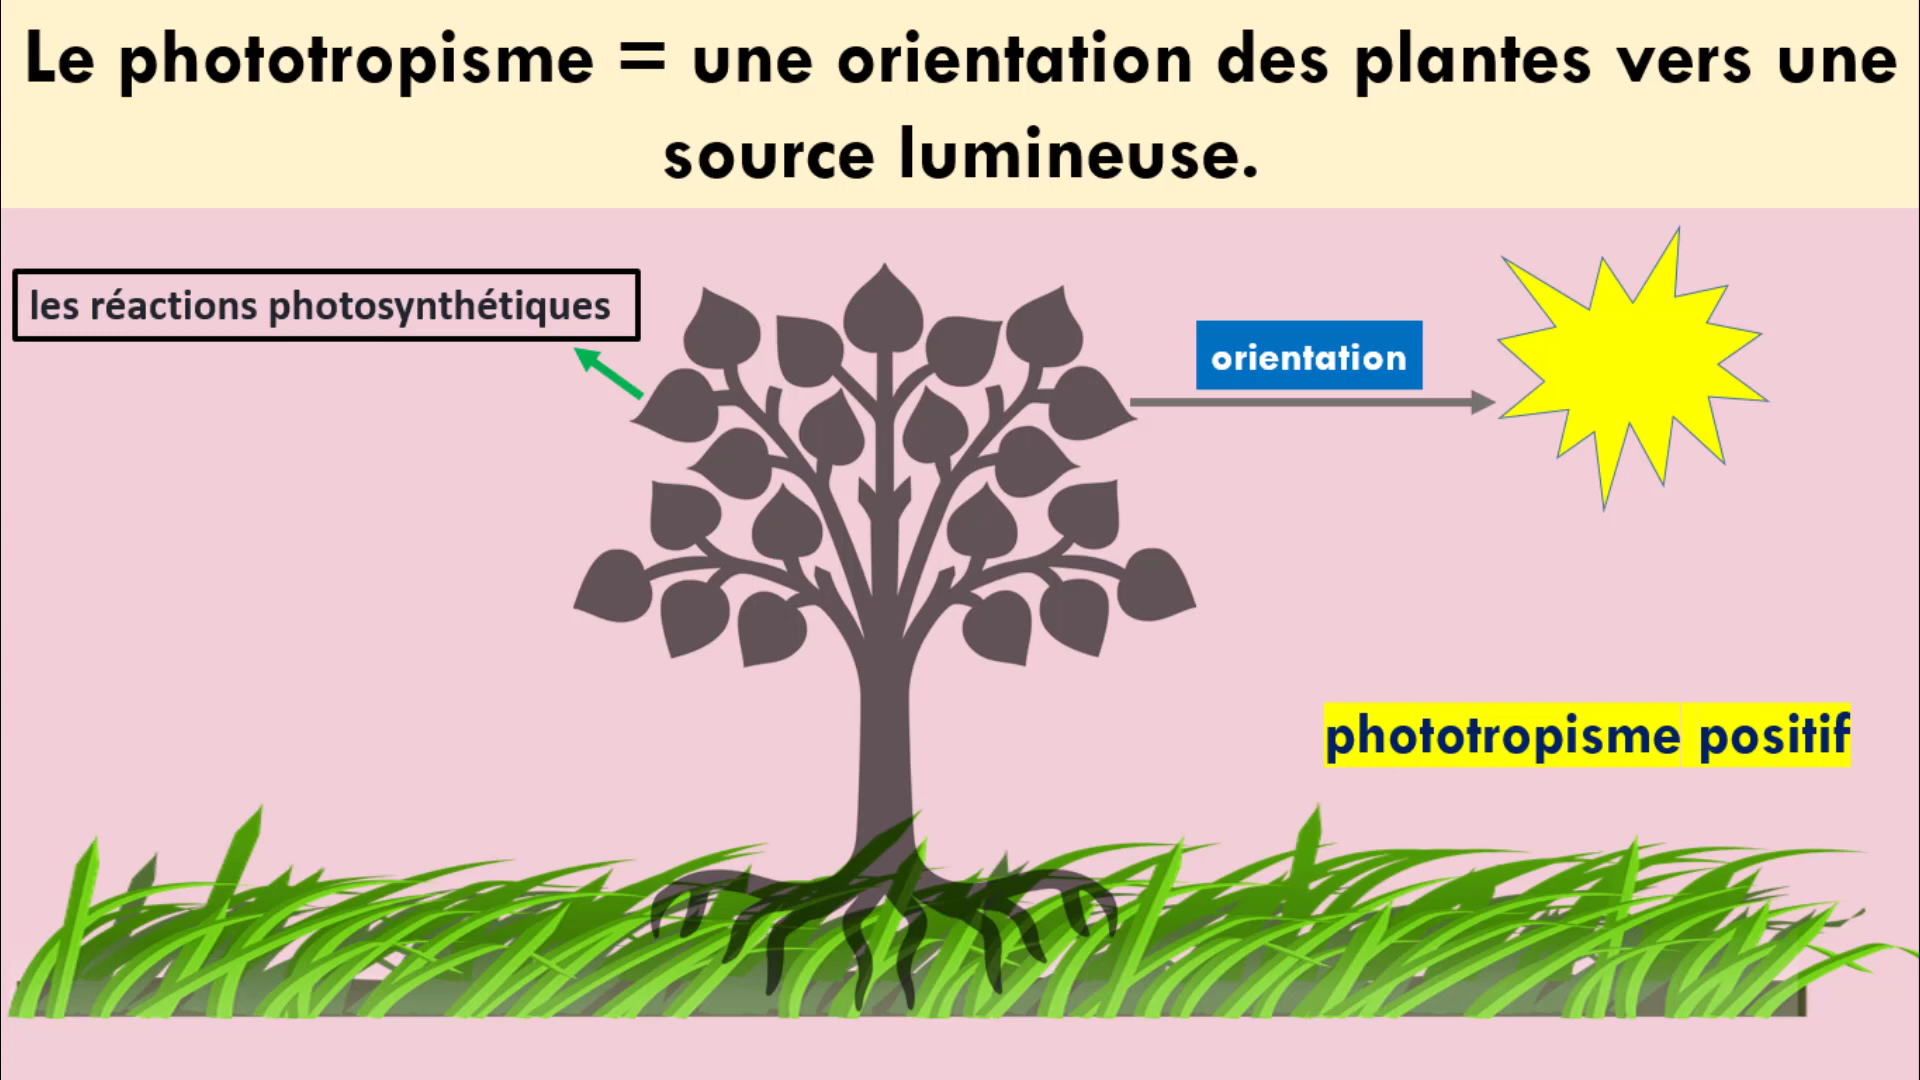 Le phototropisme = une orientation des plantes vers une
source lumineuse.
les réactions photosynthétiques
orientation
phototropisme positif